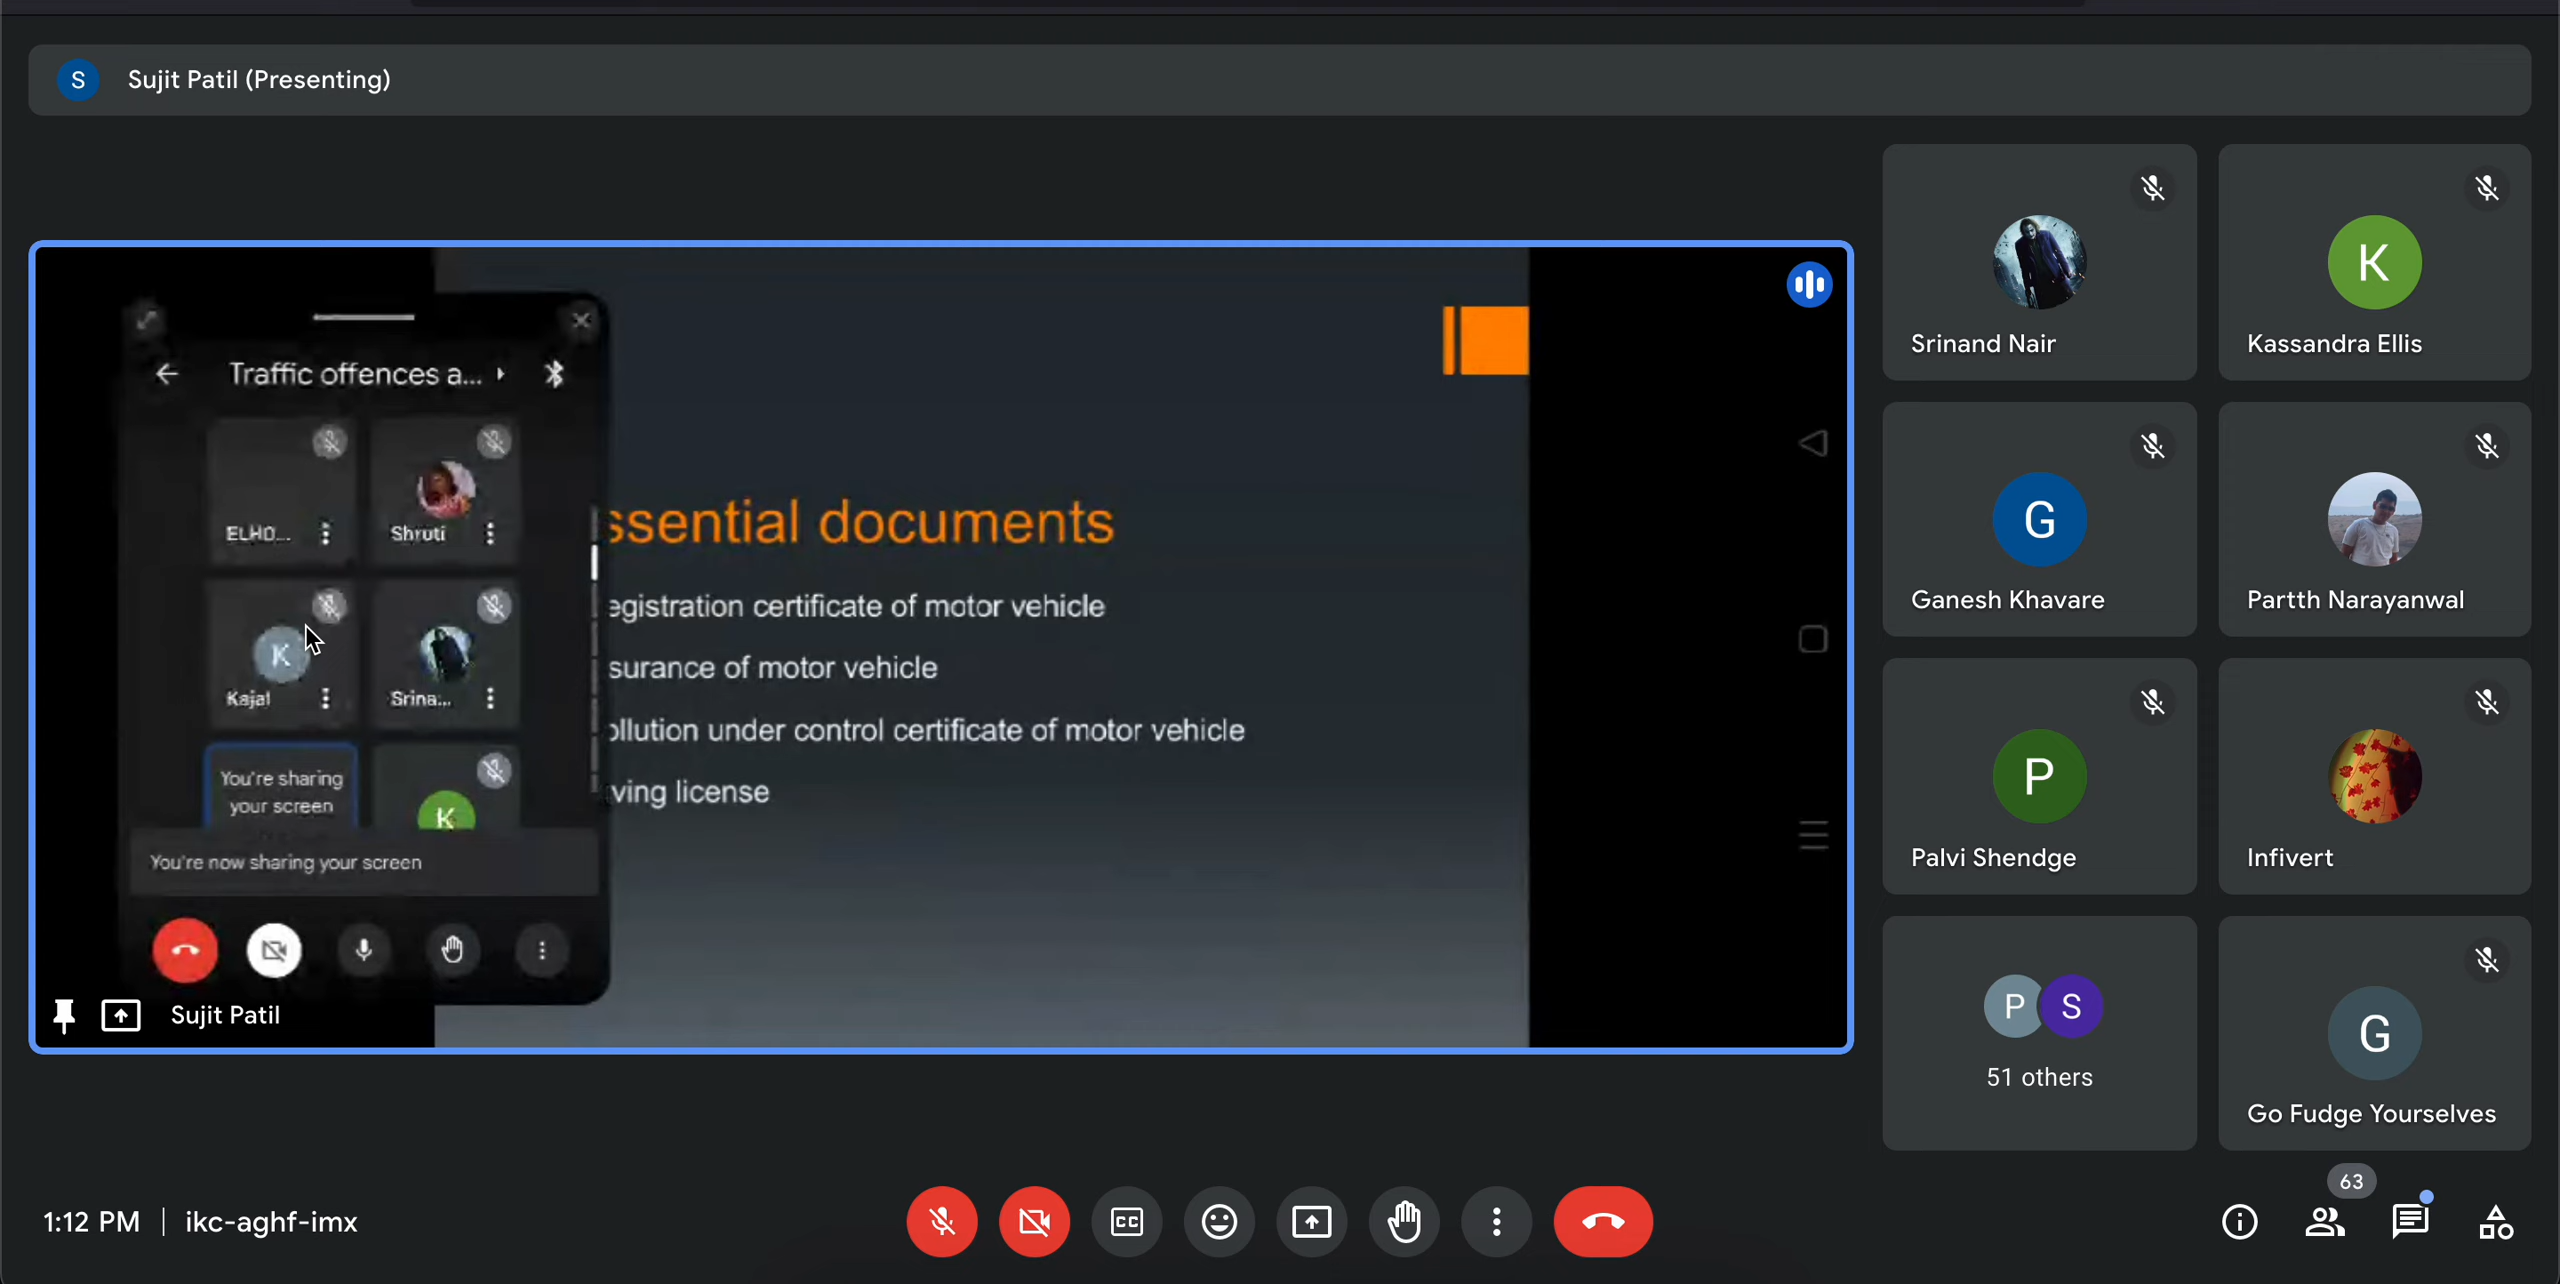 S Sujit Patil (Presenting)
Traffic offences a...
ELHO...
Shruti
K
Kajal
Srina...
You're sharing
your screen
K
You're now sharing your screen
ssential documents
egistration certificate of motor vehicle
surance of motor vehicle
ollution under control certificate of motor vehicle
ving license
Sujit Patil
Srinand Nair
K
Kassandra Ellis
G
Ganesh Khavare
Partth Narayanwal
P
Palvi Shendge
Infivert
P S
51 others
G
Go Fudge Yourselves
1:12 PM | ikc-aghf-imx
CC
63